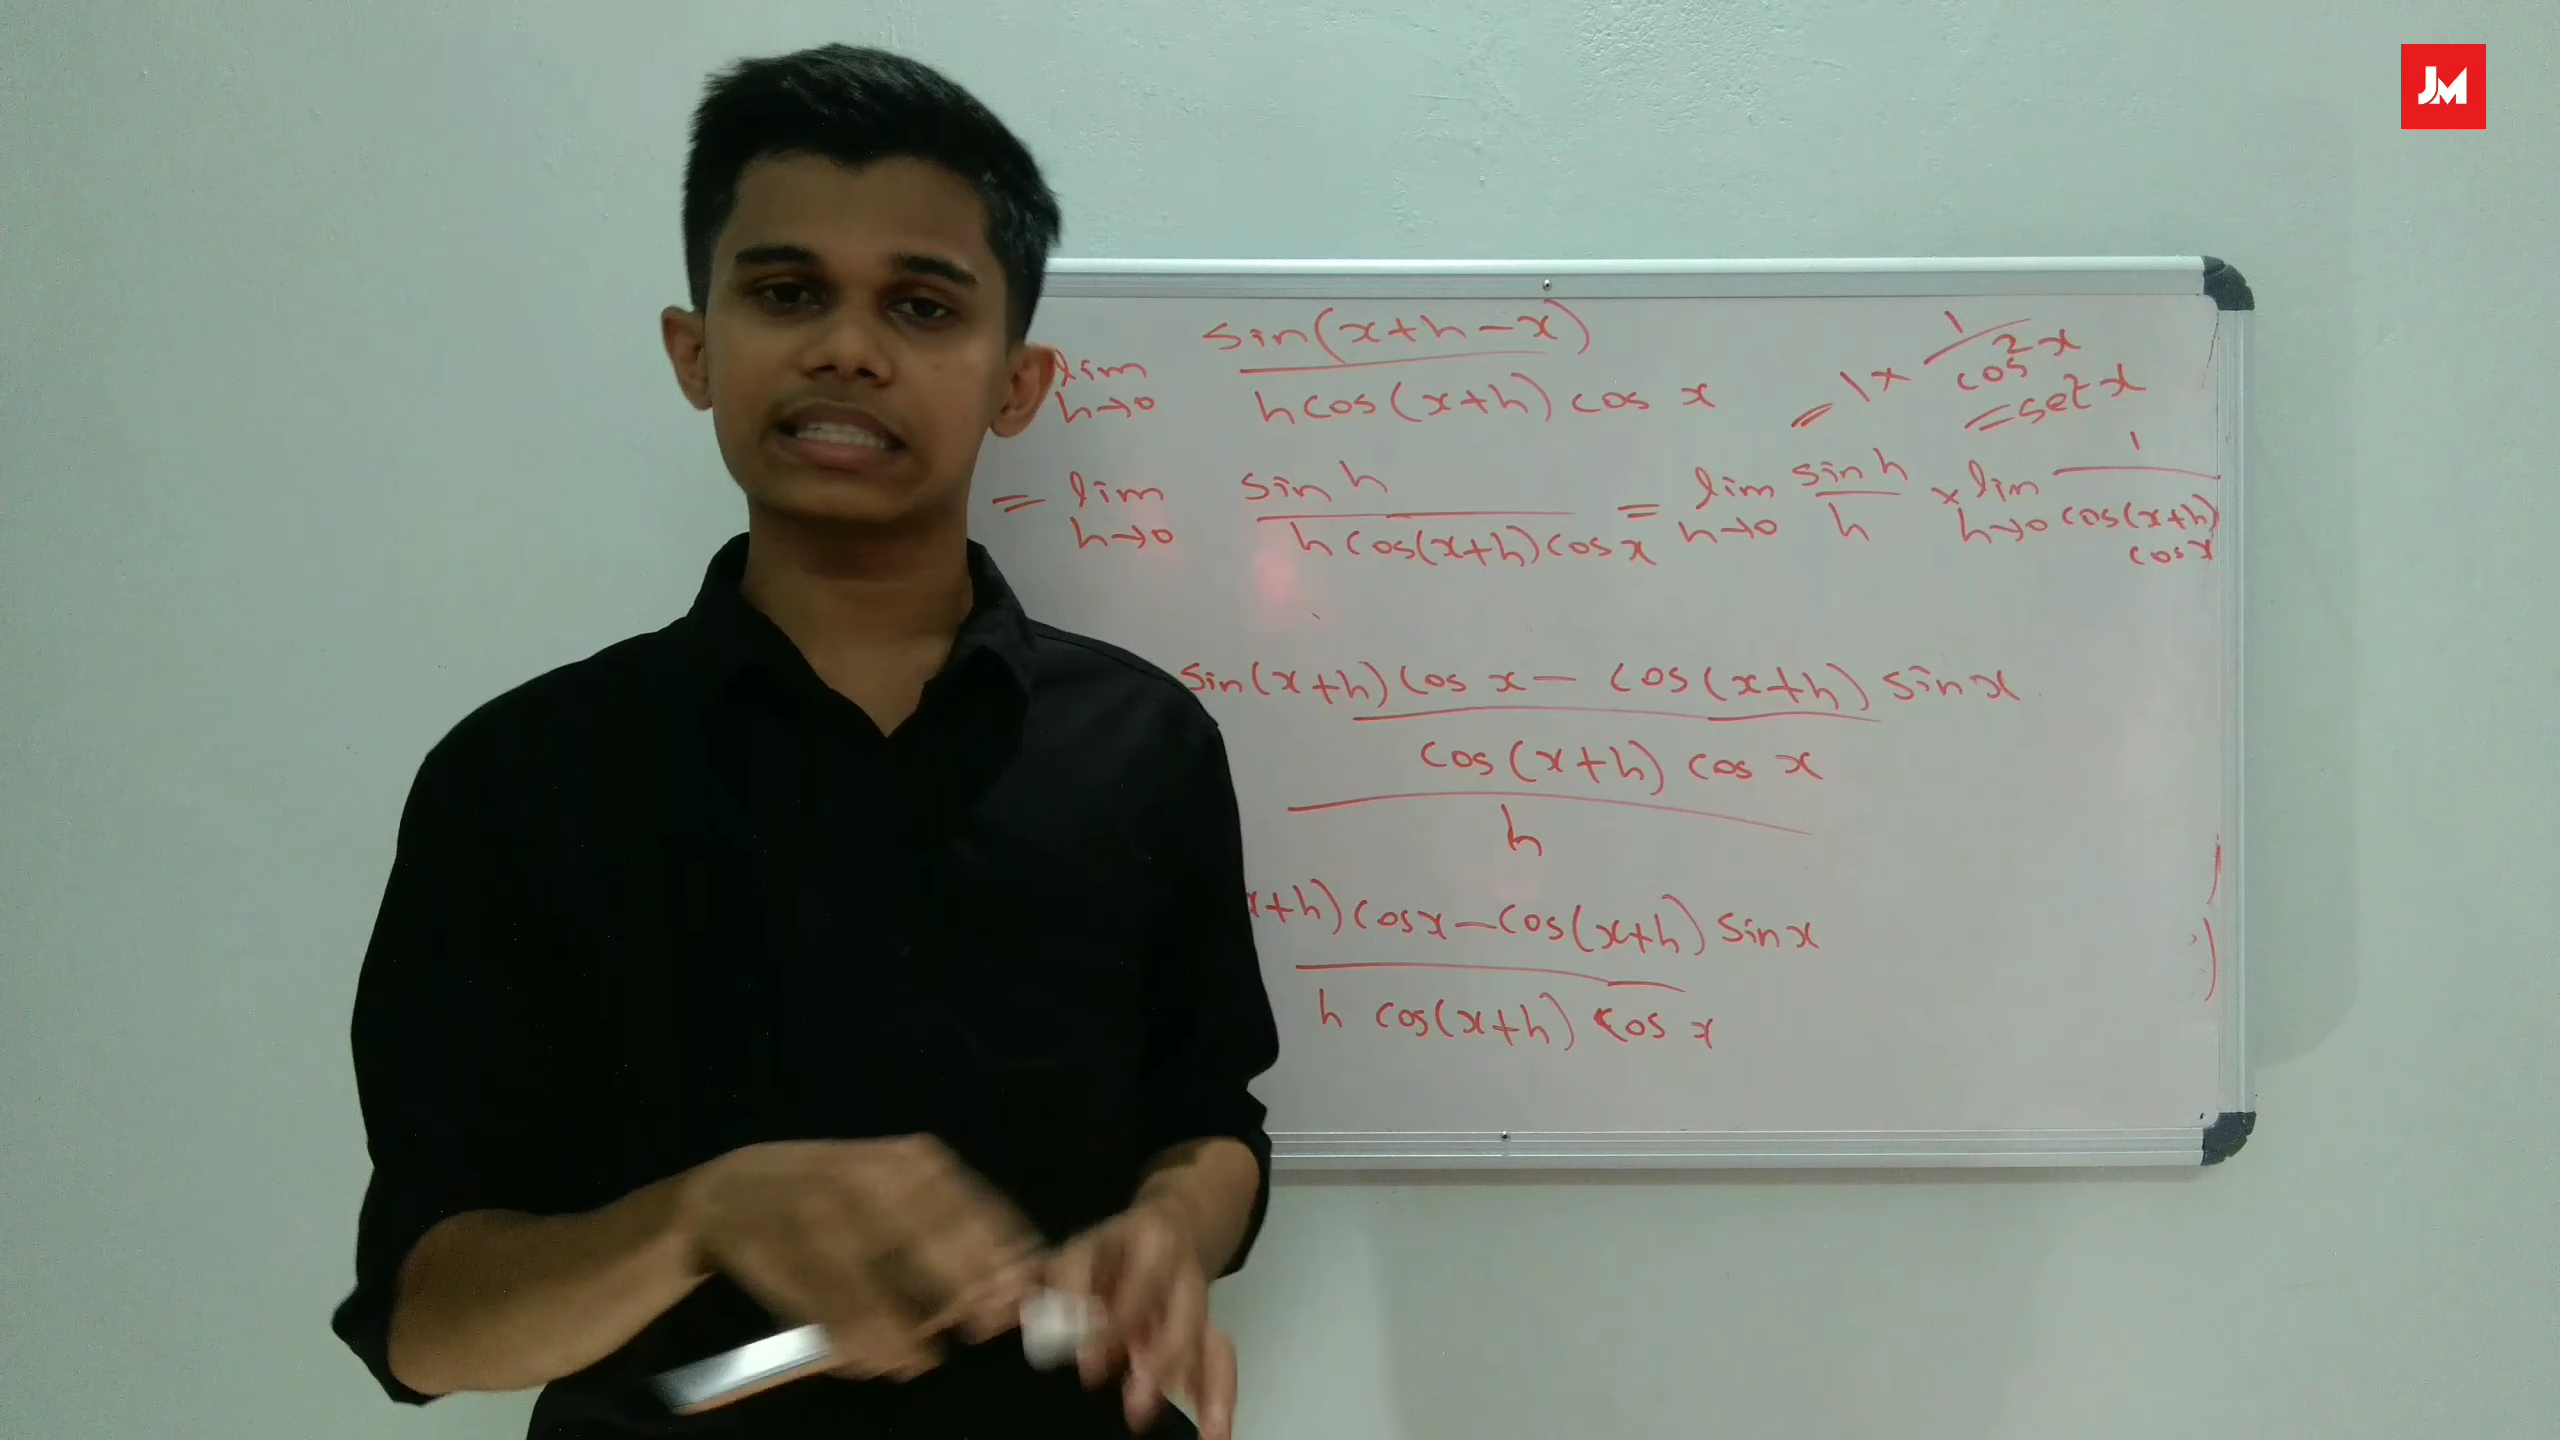 JM
sin(x+h-x)
lim h→0
hcos(x+h) cos x
= 1 × 1/cos²x
= sec²x
= lim h→0 sin h / h cos(x+h) cos x = lim h→0 sin h / h × lim h→0 1 / cos(x+h) cos x
sin(x+h) cos x - cos(x+h) sin x
cos(x+h) cos x
h
x+h) cos x - cos(x+h) sin x
h cos(x+h) cos x